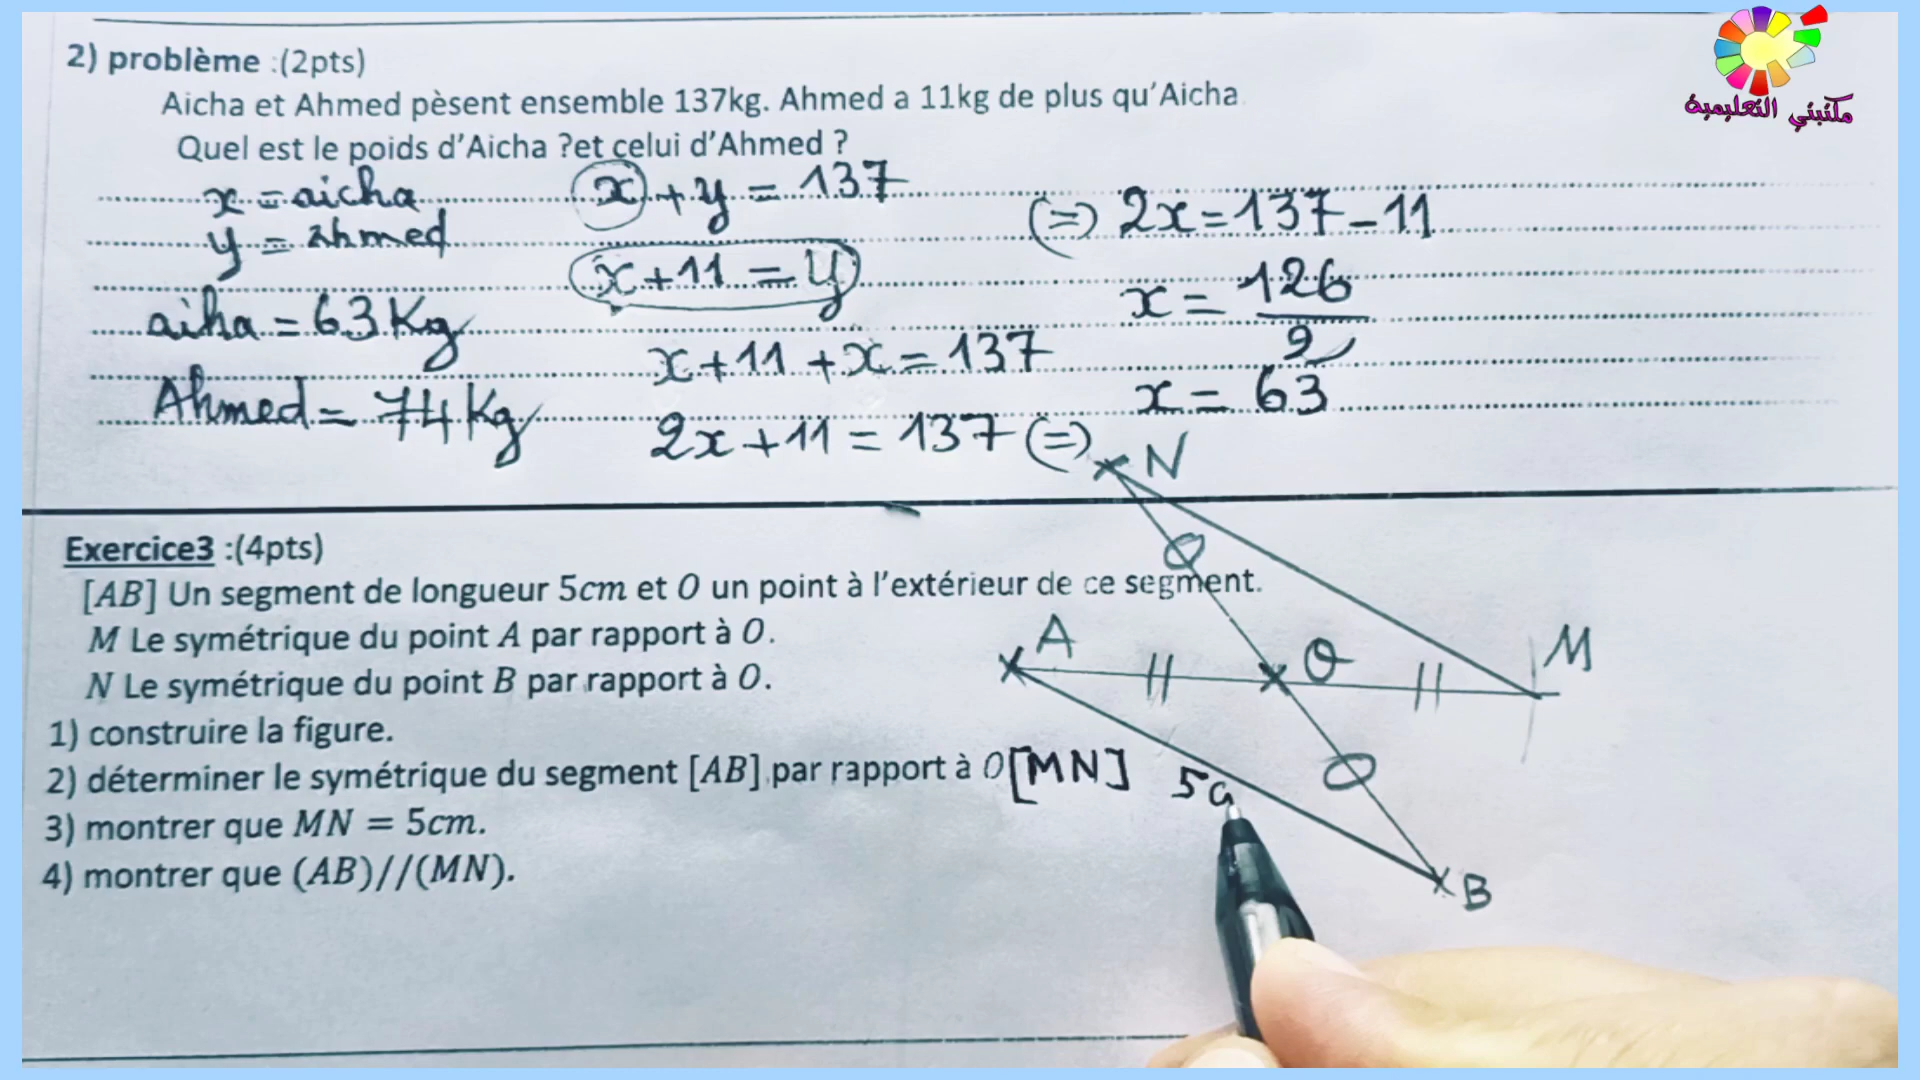 2) problème :(2pts)
Aicha et Ahmed pèsent ensemble 137kg. Ahmed a 11kg de plus qu'Aicha
Quel est le poids d'Aicha ?et celui d'Ahmed ?
x = aicha
y = Ahmed
aiha = 63 Kg
Ahmed = 74 Kg
x + y = 137
x + 11 = y
x + 11 + x = 137
2x + 11 = 137 (=)
(=) 2x = 137 - 11
x = 126
2
x = 63
Exercice3 :(4pts)
[AB] Un segment de longueur 5cm et O un point à l'extérieur de ce segment.
M Le symétrique du point A par rapport à O.
N Le symétrique du point B par rapport à O.
1) construire la figure.
2) déterminer le symétrique du segment [AB] par rapport à O [MN]
3) montrer que MN = 5cm.
4) montrer que (AB)//(MN).
N
A
O
M
5c
B
مكتبتي التعليمية